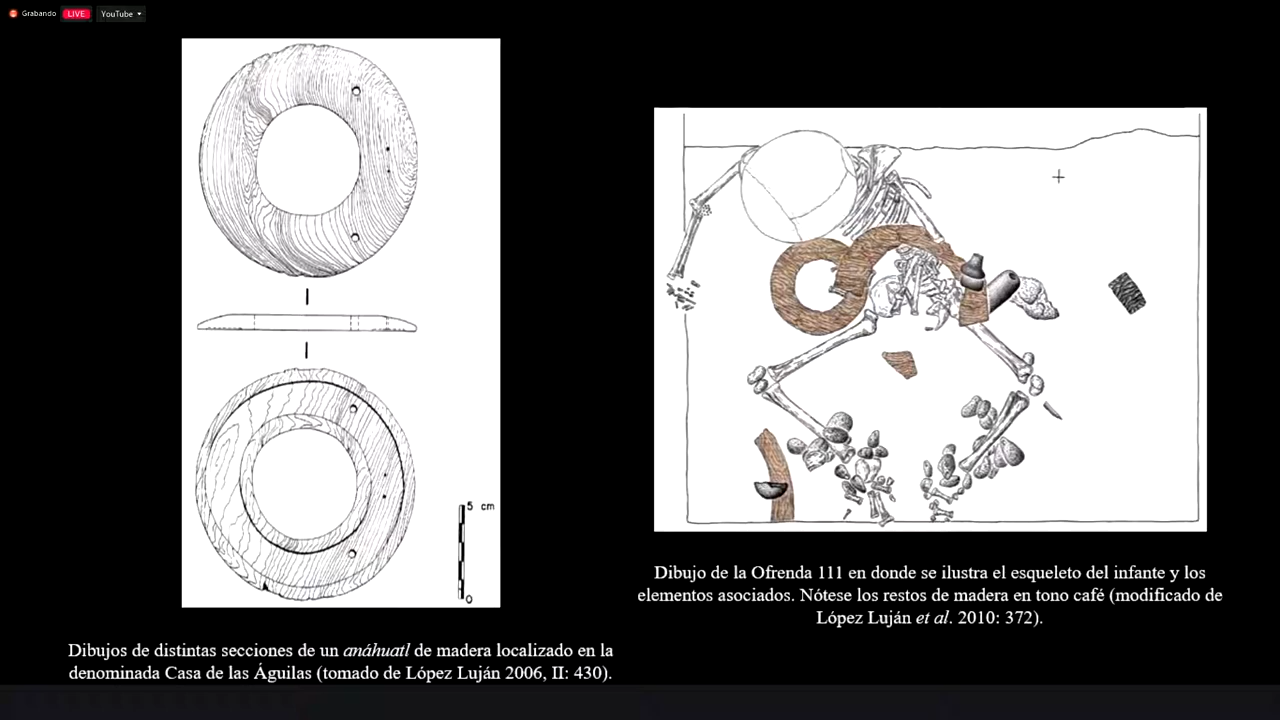 Grabando
LIVE
YouTube
5 cm
0
Dibujos de distintas secciones de un anáhuatl de madera localizado en la
denominada Casa de las Águilas (tomado de López Luján 2006, II: 430).
Dibujo de la Ofrenda 111 en donde se ilustra el esqueleto del infante y los
elementos asociados. Nótese los restos de madera en tono café (modificado de
López Luján et al. 2010: 372).